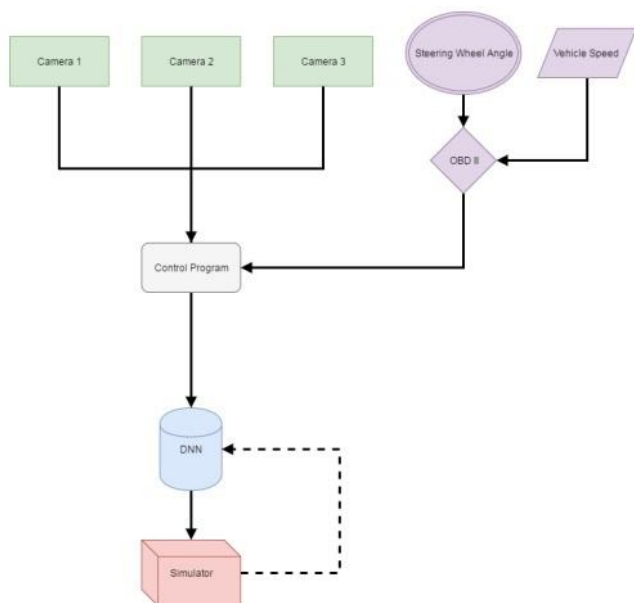 Camera 1
Camera 2
Camera 3
Steering Wheel Angle
Vehicle Speed
OBD II
Control Program
DNN
Simulator